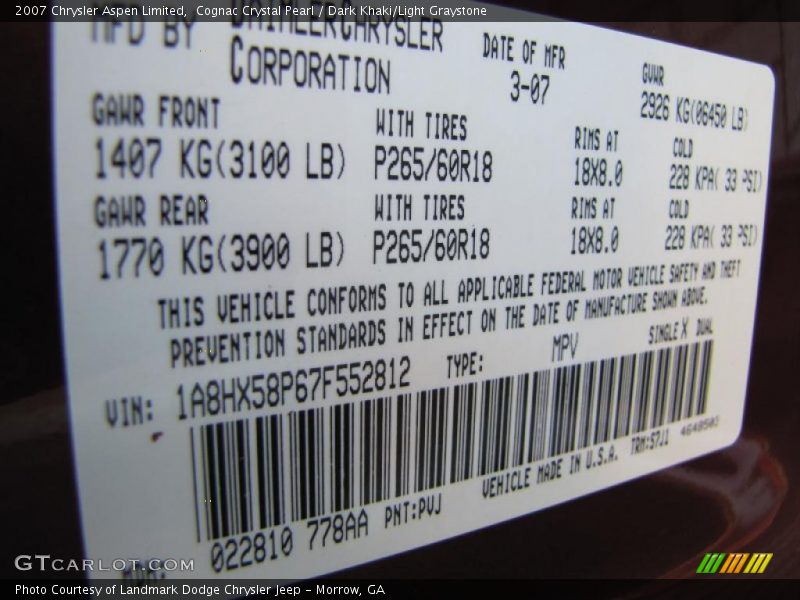 2007 Chrysler Aspen Limited,  Cognac Crystal Pearl / Dark Khaki/Light Graystone
MFD BY DAIMLERCHRYSLER CORPORATION
DATE OF MFR 3-07
GVWR 2926 KG(06450 LB)
GAWR FRONT WITH TIRES RIMS AT COLD
1407 KG(3100 LB) P265/60R18 18X8.0 228 KPA( 33 PSI)
GAWR REAR WITH TIRES RIMS AT COLD
1770 KG(3900 LB) P265/60R18 18X8.0 228 KPA( 33 PSI)
THIS VEHICLE CONFORMS TO ALL APPLICABLE FEDERAL MOTOR VEHICLE SAFETY AND THEFT
PREVENTION STANDARDS IN EFFECT ON THE DATE OF MANUFACTURE SHOWN ABOVE.
VIN: 1A8HX58P67F552812 TYPE: MPV SINGLE X DUAL
022810 778AA PNT:PVJ VEHICLE MADE IN U.S.A. TRM:S7J1 4648503
MDH:
GTCARLOT.COM
Photo Courtesy of Landmark Dodge Chrysler Jeep - Morrow, GA